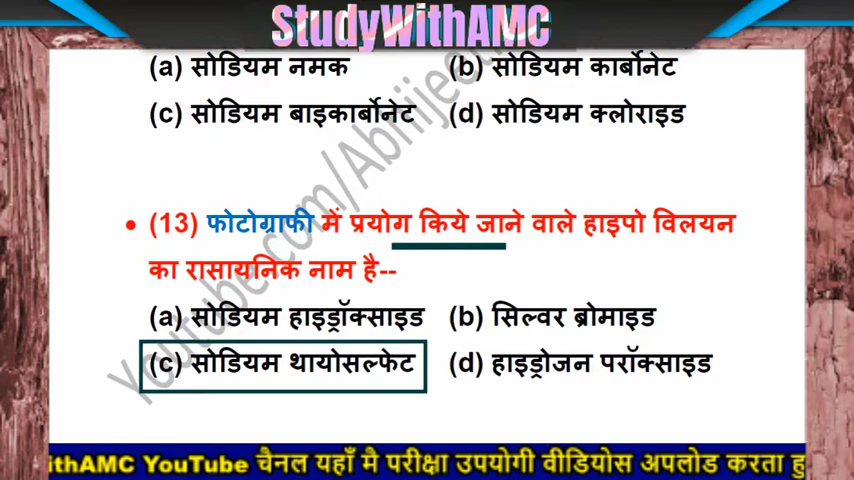 StudyWithAMC
(a) सोडियम नमक (b) सोडियम कार्बोनेट
(c) सोडियम बाइकार्बोनेट (d) सोडियम क्लोराइड
• (13) फोटोग्राफी में प्रयोग किये जाने वाले हाइपो विलयन
का रासायनिक नाम है--
(a) सोडियम हाइड्रॉक्साइड (b) सिल्वर ब्रोमाइड
(c) सोडियम थायोसल्फेट (d) हाइड्रोजन परॉक्साइड
ithAMC YouTube चैनल यहाँ मै परीक्षा उपयोगी वीडियोस अपलोड करता हु